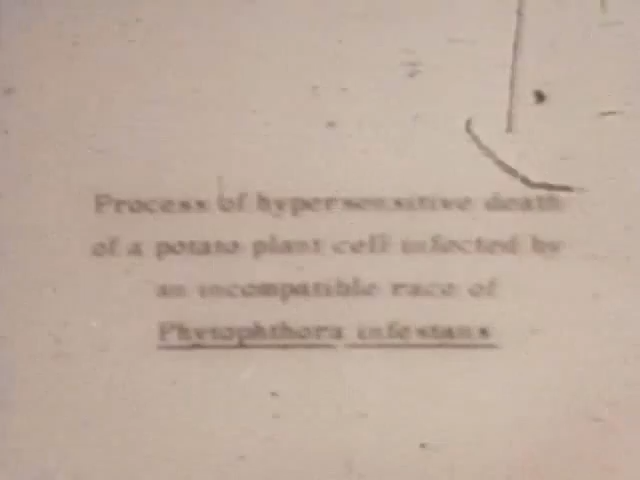 Process of hypersensitive death
of a potato plant cell infected by
an incompatible race of
Phytophthora infestans